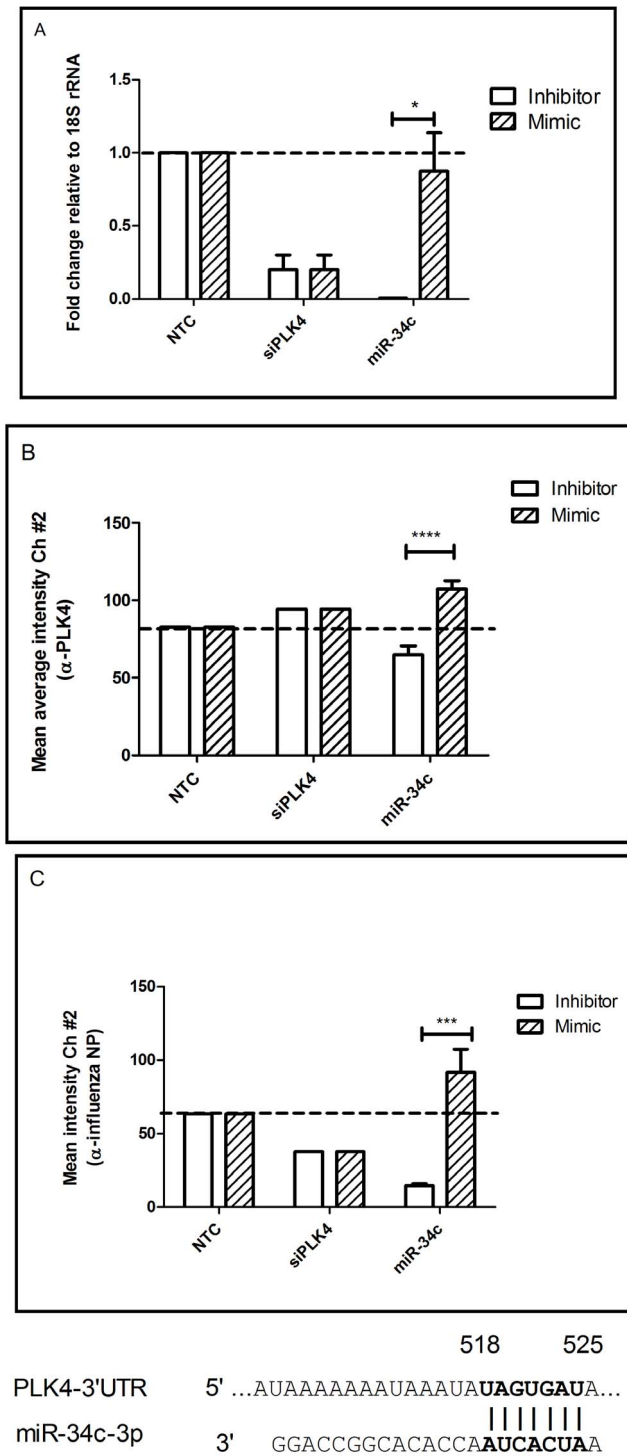 A
Fold change relative to 18S rRNA
1.5
1.0
0.5
0.0
*
Inhibitor
Mimic
NTC
siPLK4
miR-34c
B
Mean average intensity Ch #2
(α-PLK4)
150
100
50
0
****
Inhibitor
Mimic
NTC
siPLK4
miR-34c
C
Mean intensity Ch #2
(α-influenza NP)
150
100
50
0
***
Inhibitor
Mimic
NTC
siPLK4
miR-34c
518 525
PLK4-3'UTR 5' ...AUAAAAAAAUAAAUAUAGUGAUA...
miR-34c-3p 3' GGACCGGCACACCAAUCACUAA